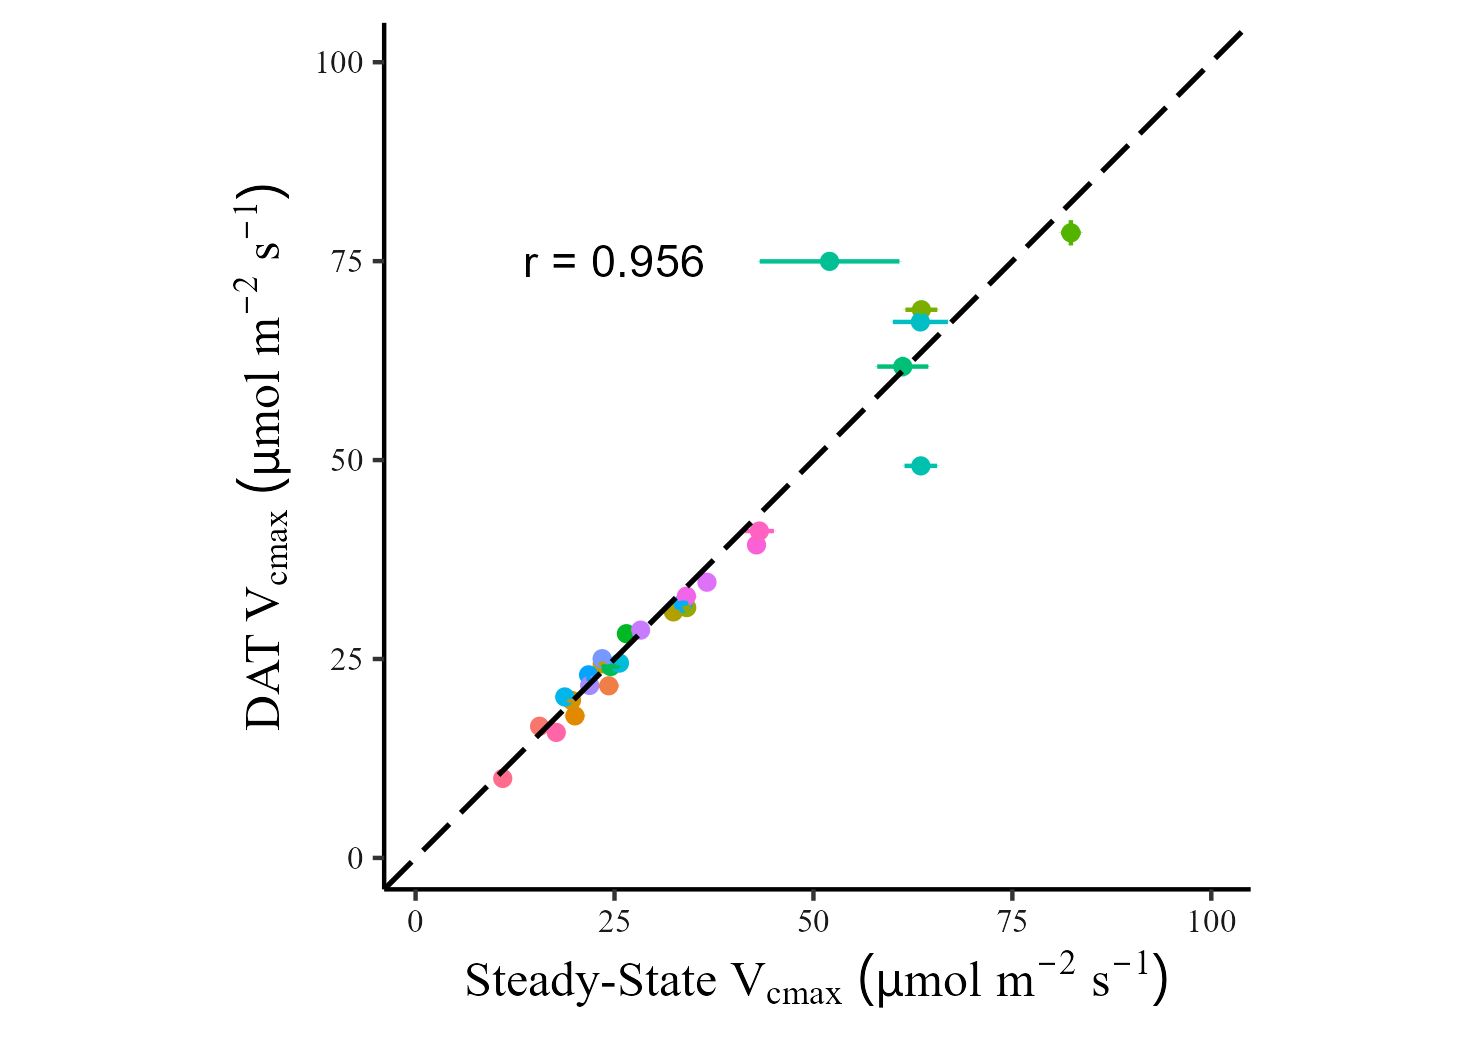 100
75
50
25
0
DAT Vcmax (μmol m⁻² s⁻¹)
r = 0.956
0 25 50 75 100
Steady-State Vcmax (μmol m⁻² s⁻¹)